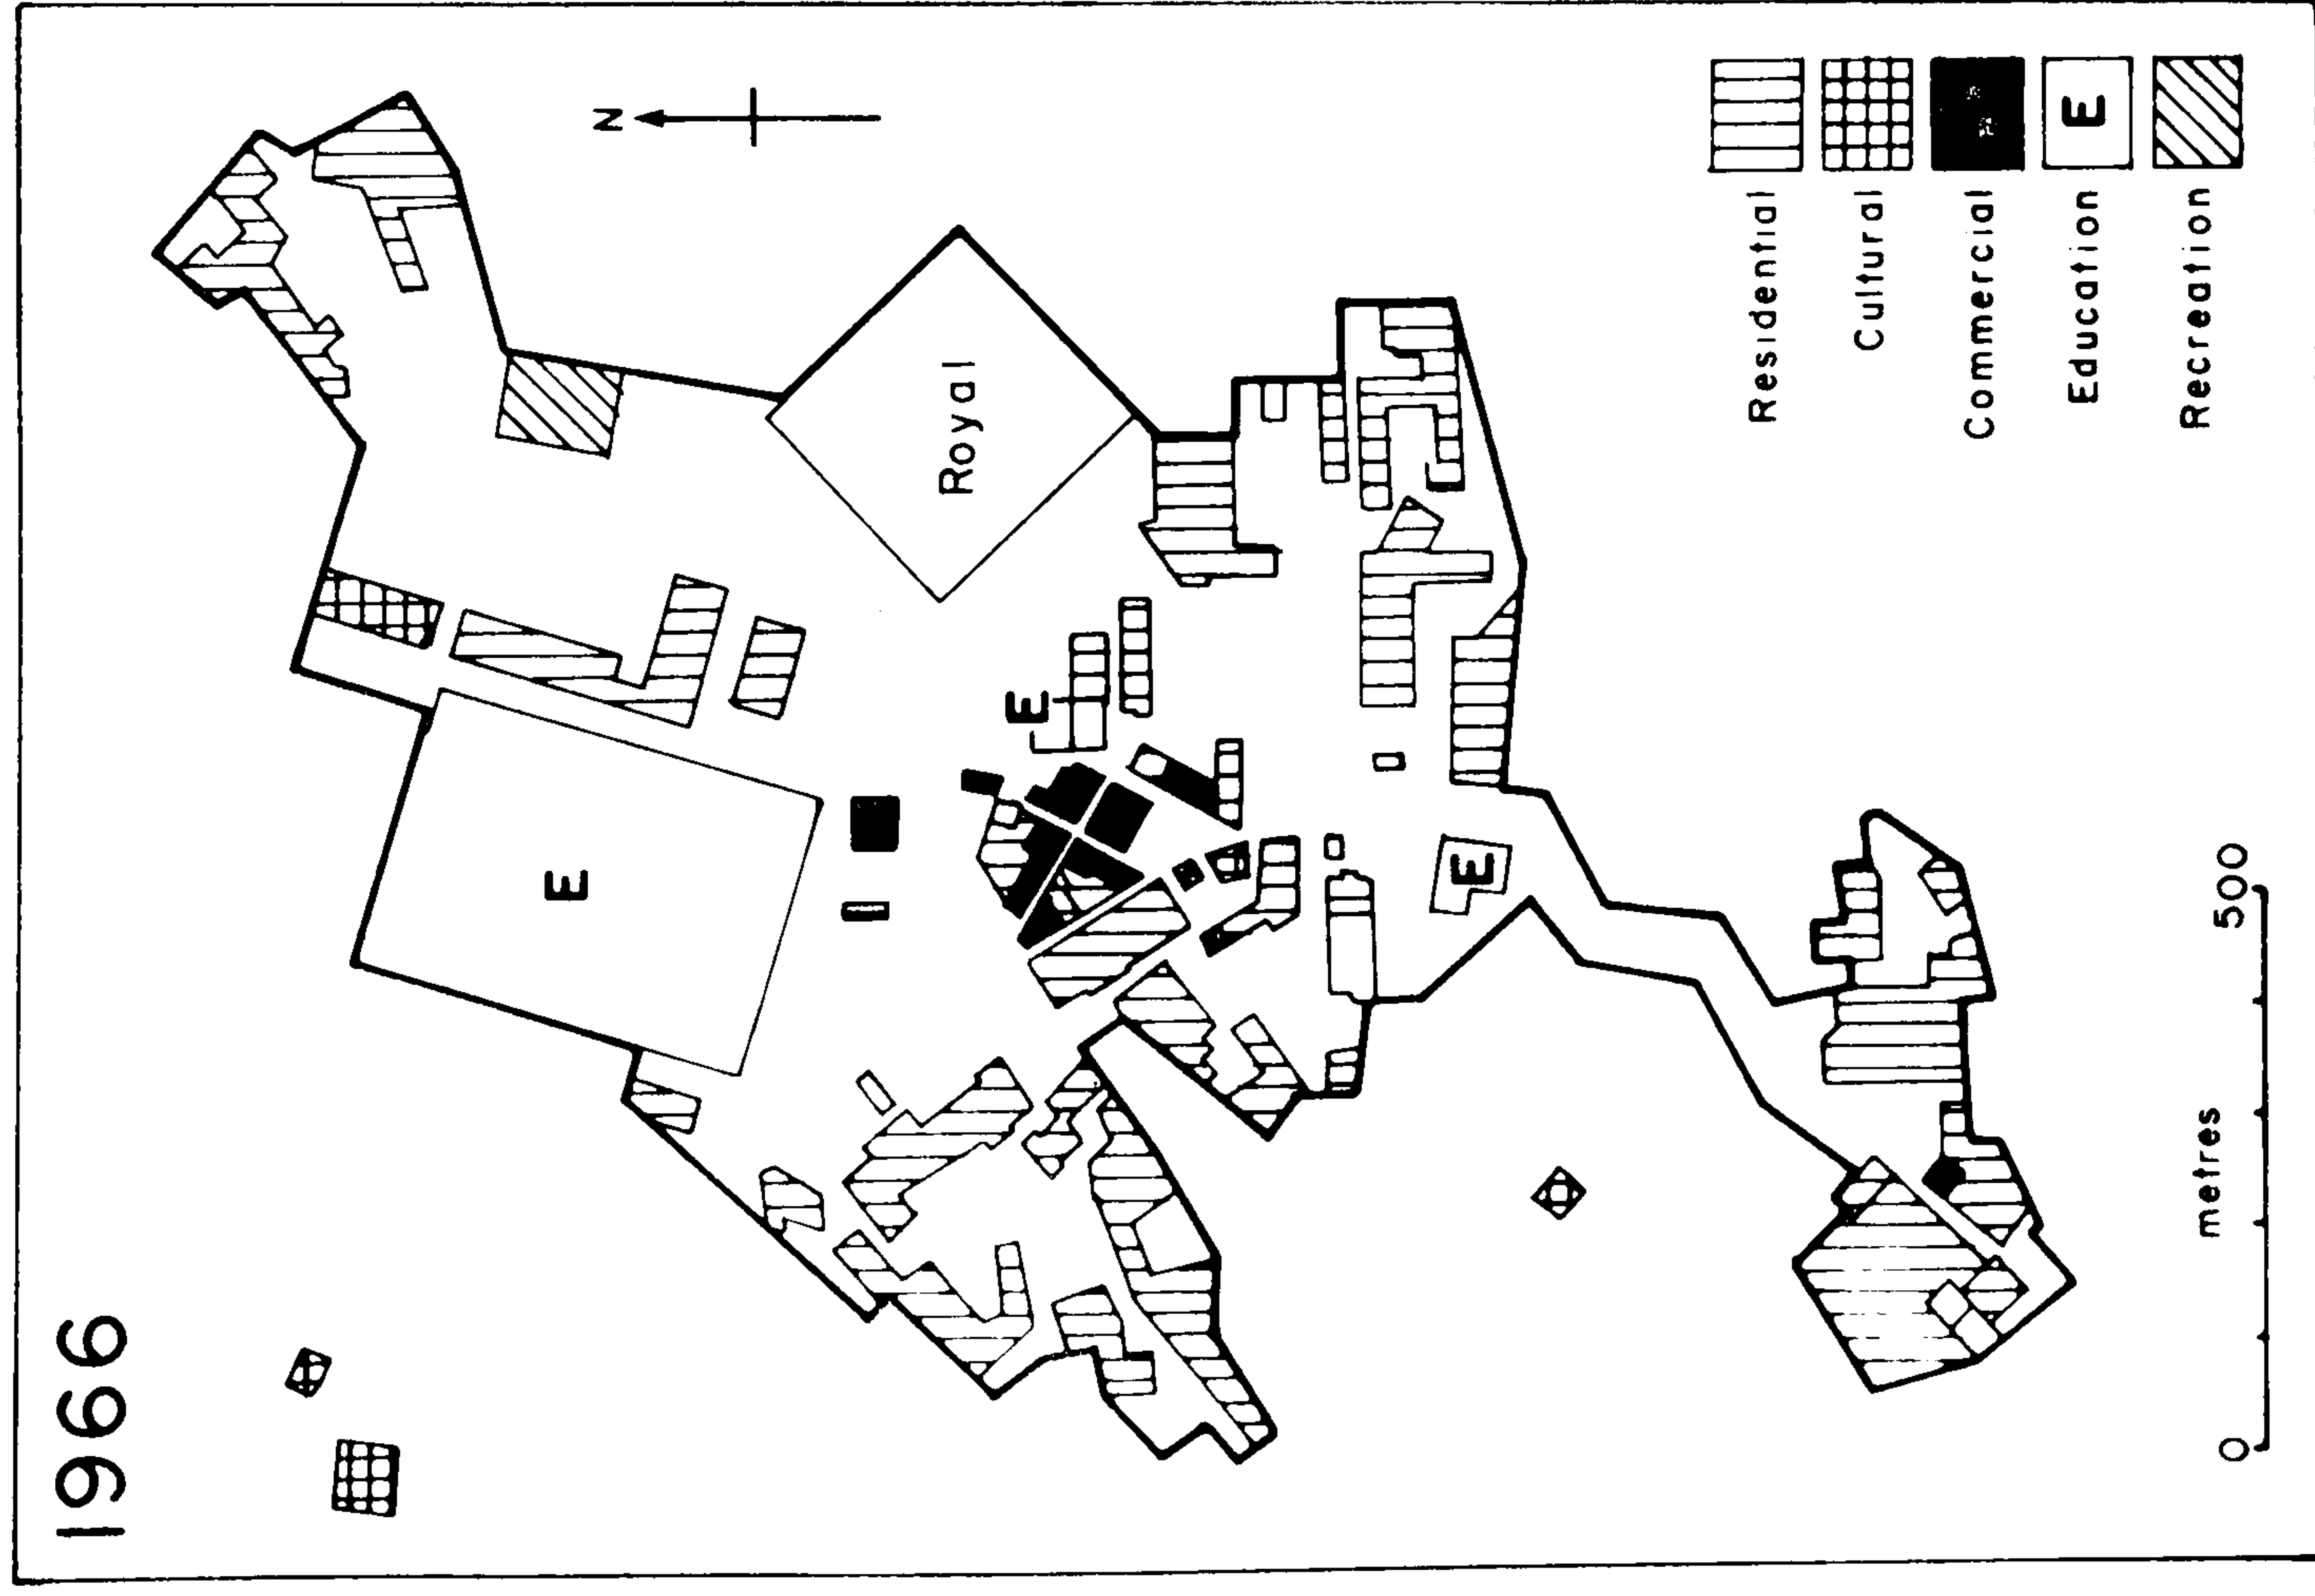 1966
N
E
Royal
E
E
Residential
Cultural
Commercial
E
Education
Recreation
0 500
metres